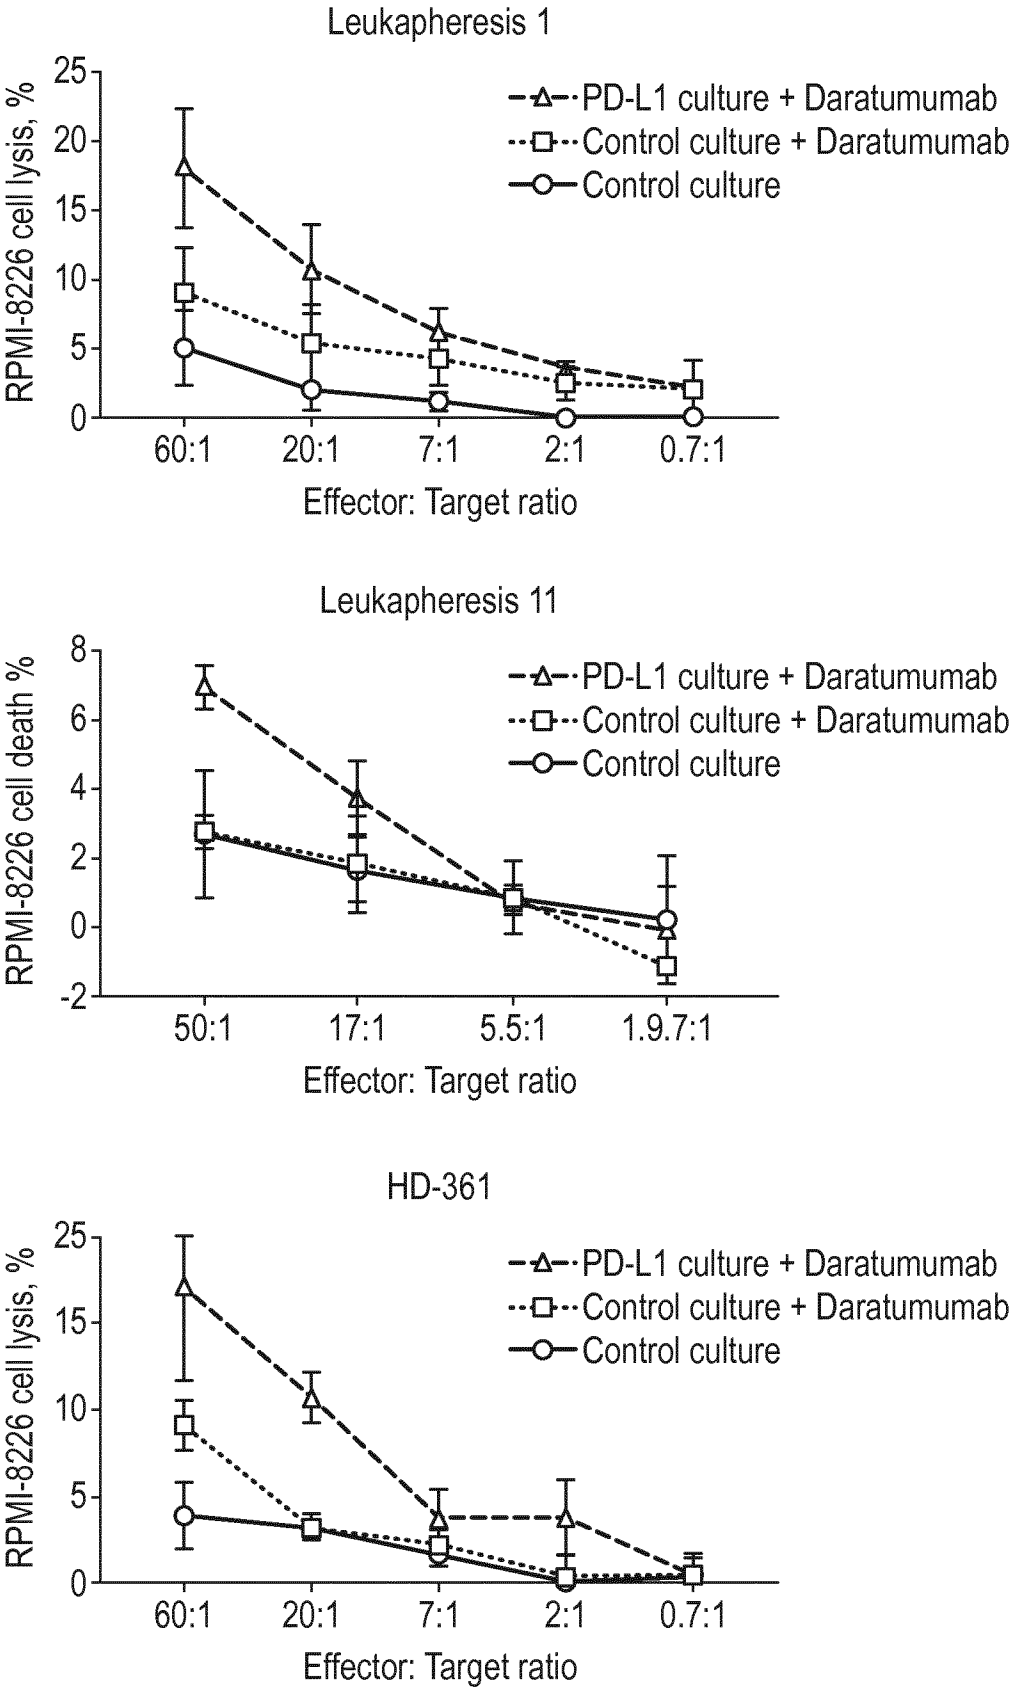 Leukapheresis 1
RPMI-8226 cell lysis, %
25
20
15
10
5
0
PD-L1 culture + Daratumumab
Control culture + Daratumumab
Control culture
60:1 20:1 7:1 2:1 0.7:1
Effector: Target ratio
Leukapheresis 11
RPMI-8226 cell death %
8
6
4
2
0
-2
PD-L1 culture + Daratumumab
Control culture + Daratumumab
Control culture
50:1 17:1 5.5:1 1.9.7:1
Effector: Target ratio
HD-361
RPMI-8226 cell lysis, %
25
15
10
5
0
PD-L1 culture + Daratumumab
Control culture + Daratumumab
Control culture
60:1 20:1 7:1 2:1 0.7:1
Effector: Target ratio